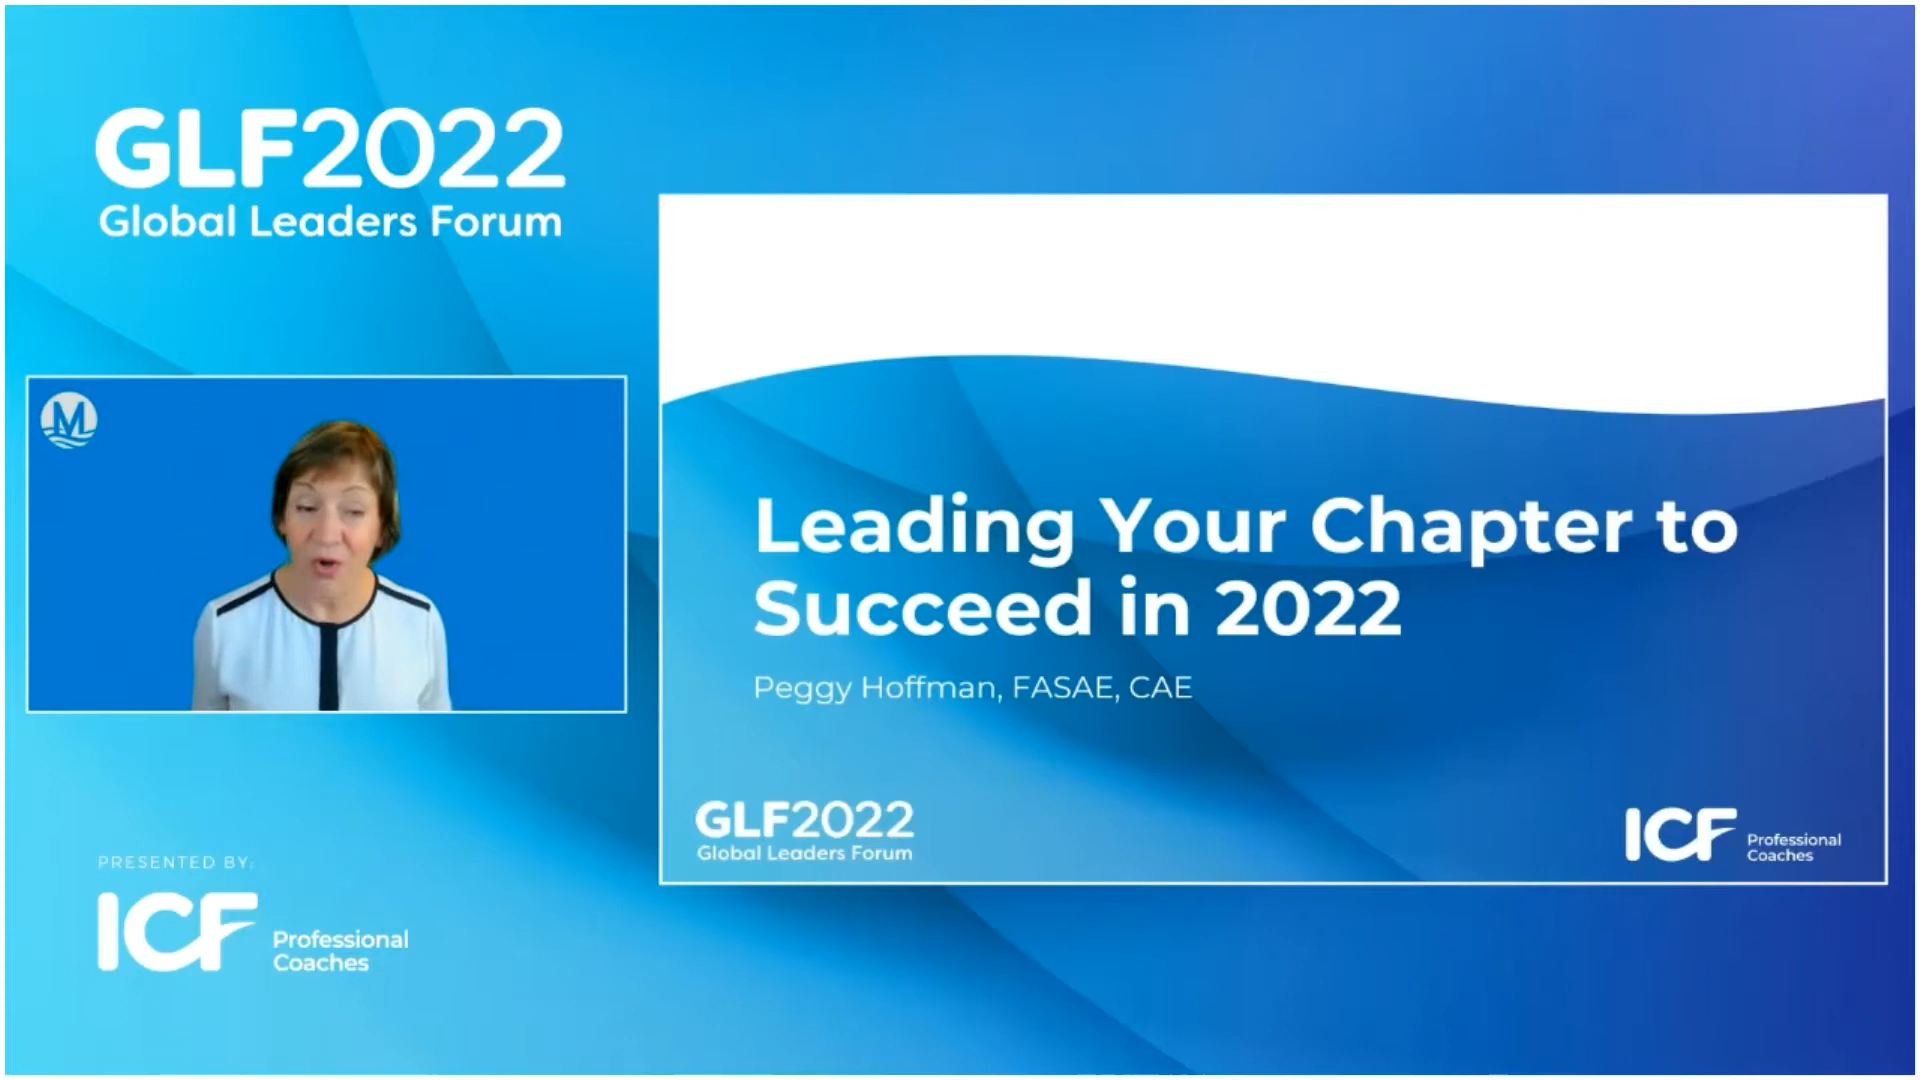 GLF2022
Global Leaders Forum
M
Leading Your Chapter to
Succeed in 2022
Peggy Hoffman, FASAE, CAE
GLF2022
Global Leaders Forum
ICF Professional
Coaches
PRESENTED BY:
ICF Professional
Coaches